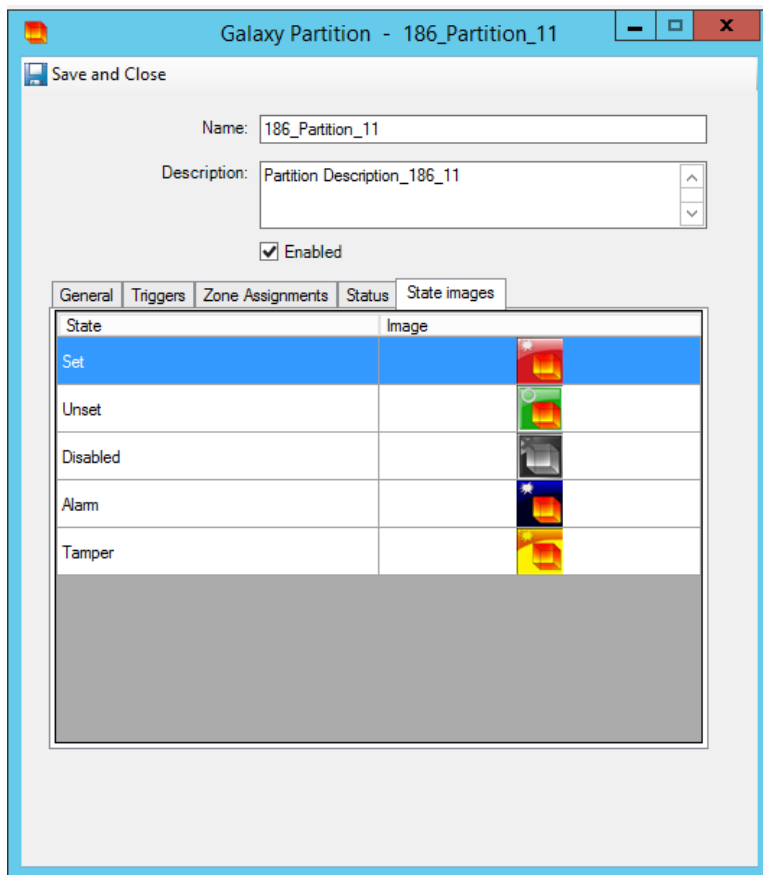 Galaxy Partition - 186_Partition_11
Save and Close
Name: 186_Partition_11
Description: Partition Description_186_11
Enabled
General Triggers Zone Assignments Status State images
State Image
Set
Unset
Disabled
Alarm
Tamper